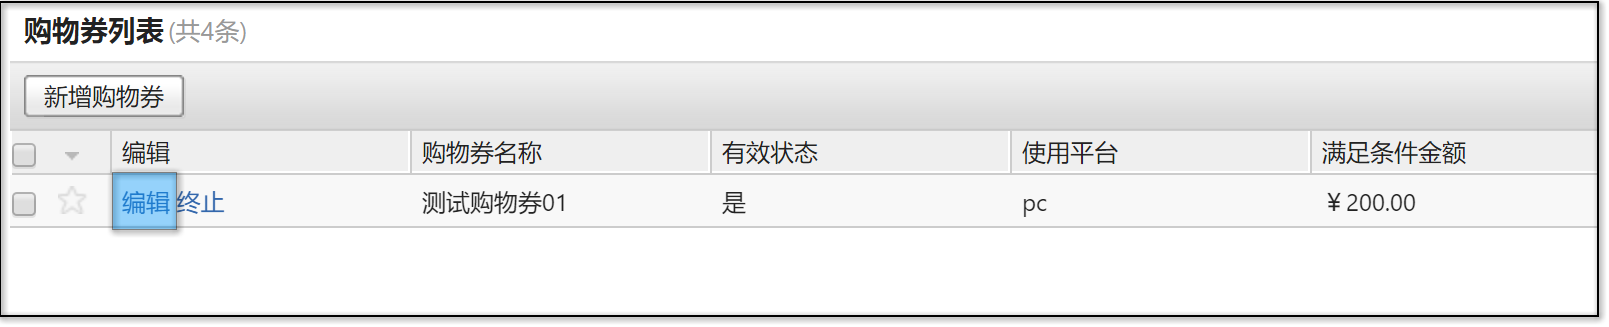 购物券列表(共4条)
新增购物券
编辑 购物券名称 有效状态 使用平台 满足条件金额
编辑 终止 测试购物券01 是 pc ￥200.00